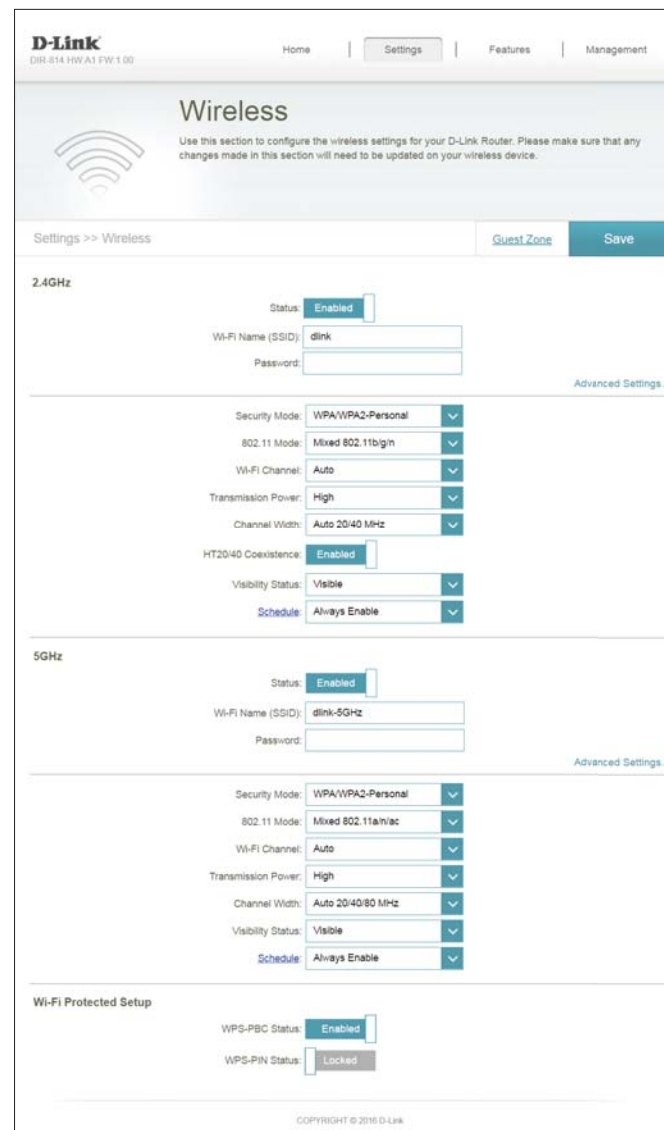 D-Link
DIR-814 HW:A1 FW:1.00
Home | Settings | Features | Management
Wireless
Use this section to configure the wireless settings for your D-Link Router. Please make sure that any
changes made in this section will need to be updated on your wireless device.
Settings >> Wireless Guest Zone Save
2.4GHz
Status: Enabled
Wi-Fi Name (SSID): dlink
Password:
Advanced Settings.
Security Mode: WPA/WPA2-Personal
802.11 Mode: Mixed 802.11b/g/n
Wi-Fi Channel: Auto
Transmission Power: High
Channel Width: Auto 20/40 MHz
HT20/40 Coexistence: Enabled
Visibility Status: Visible
Schedule: Always Enable
5GHz
Status: Enabled
Wi-Fi Name (SSID): dlink-5GHz
Password:
Advanced Settings.
Security Mode: WPA/WPA2-Personal
802.11 Mode: Mixed 802.11a/n/ac
Wi-Fi Channel: Auto
Transmission Power: High
Channel Width: Auto 20/40/80 MHz
Visibility Status: Visible
Schedule: Always Enable
Wi-Fi Protected Setup
WPS-PBC Status: Enabled
WPS-PIN Status: Locked
COPYRIGHT © 2016 D-Link